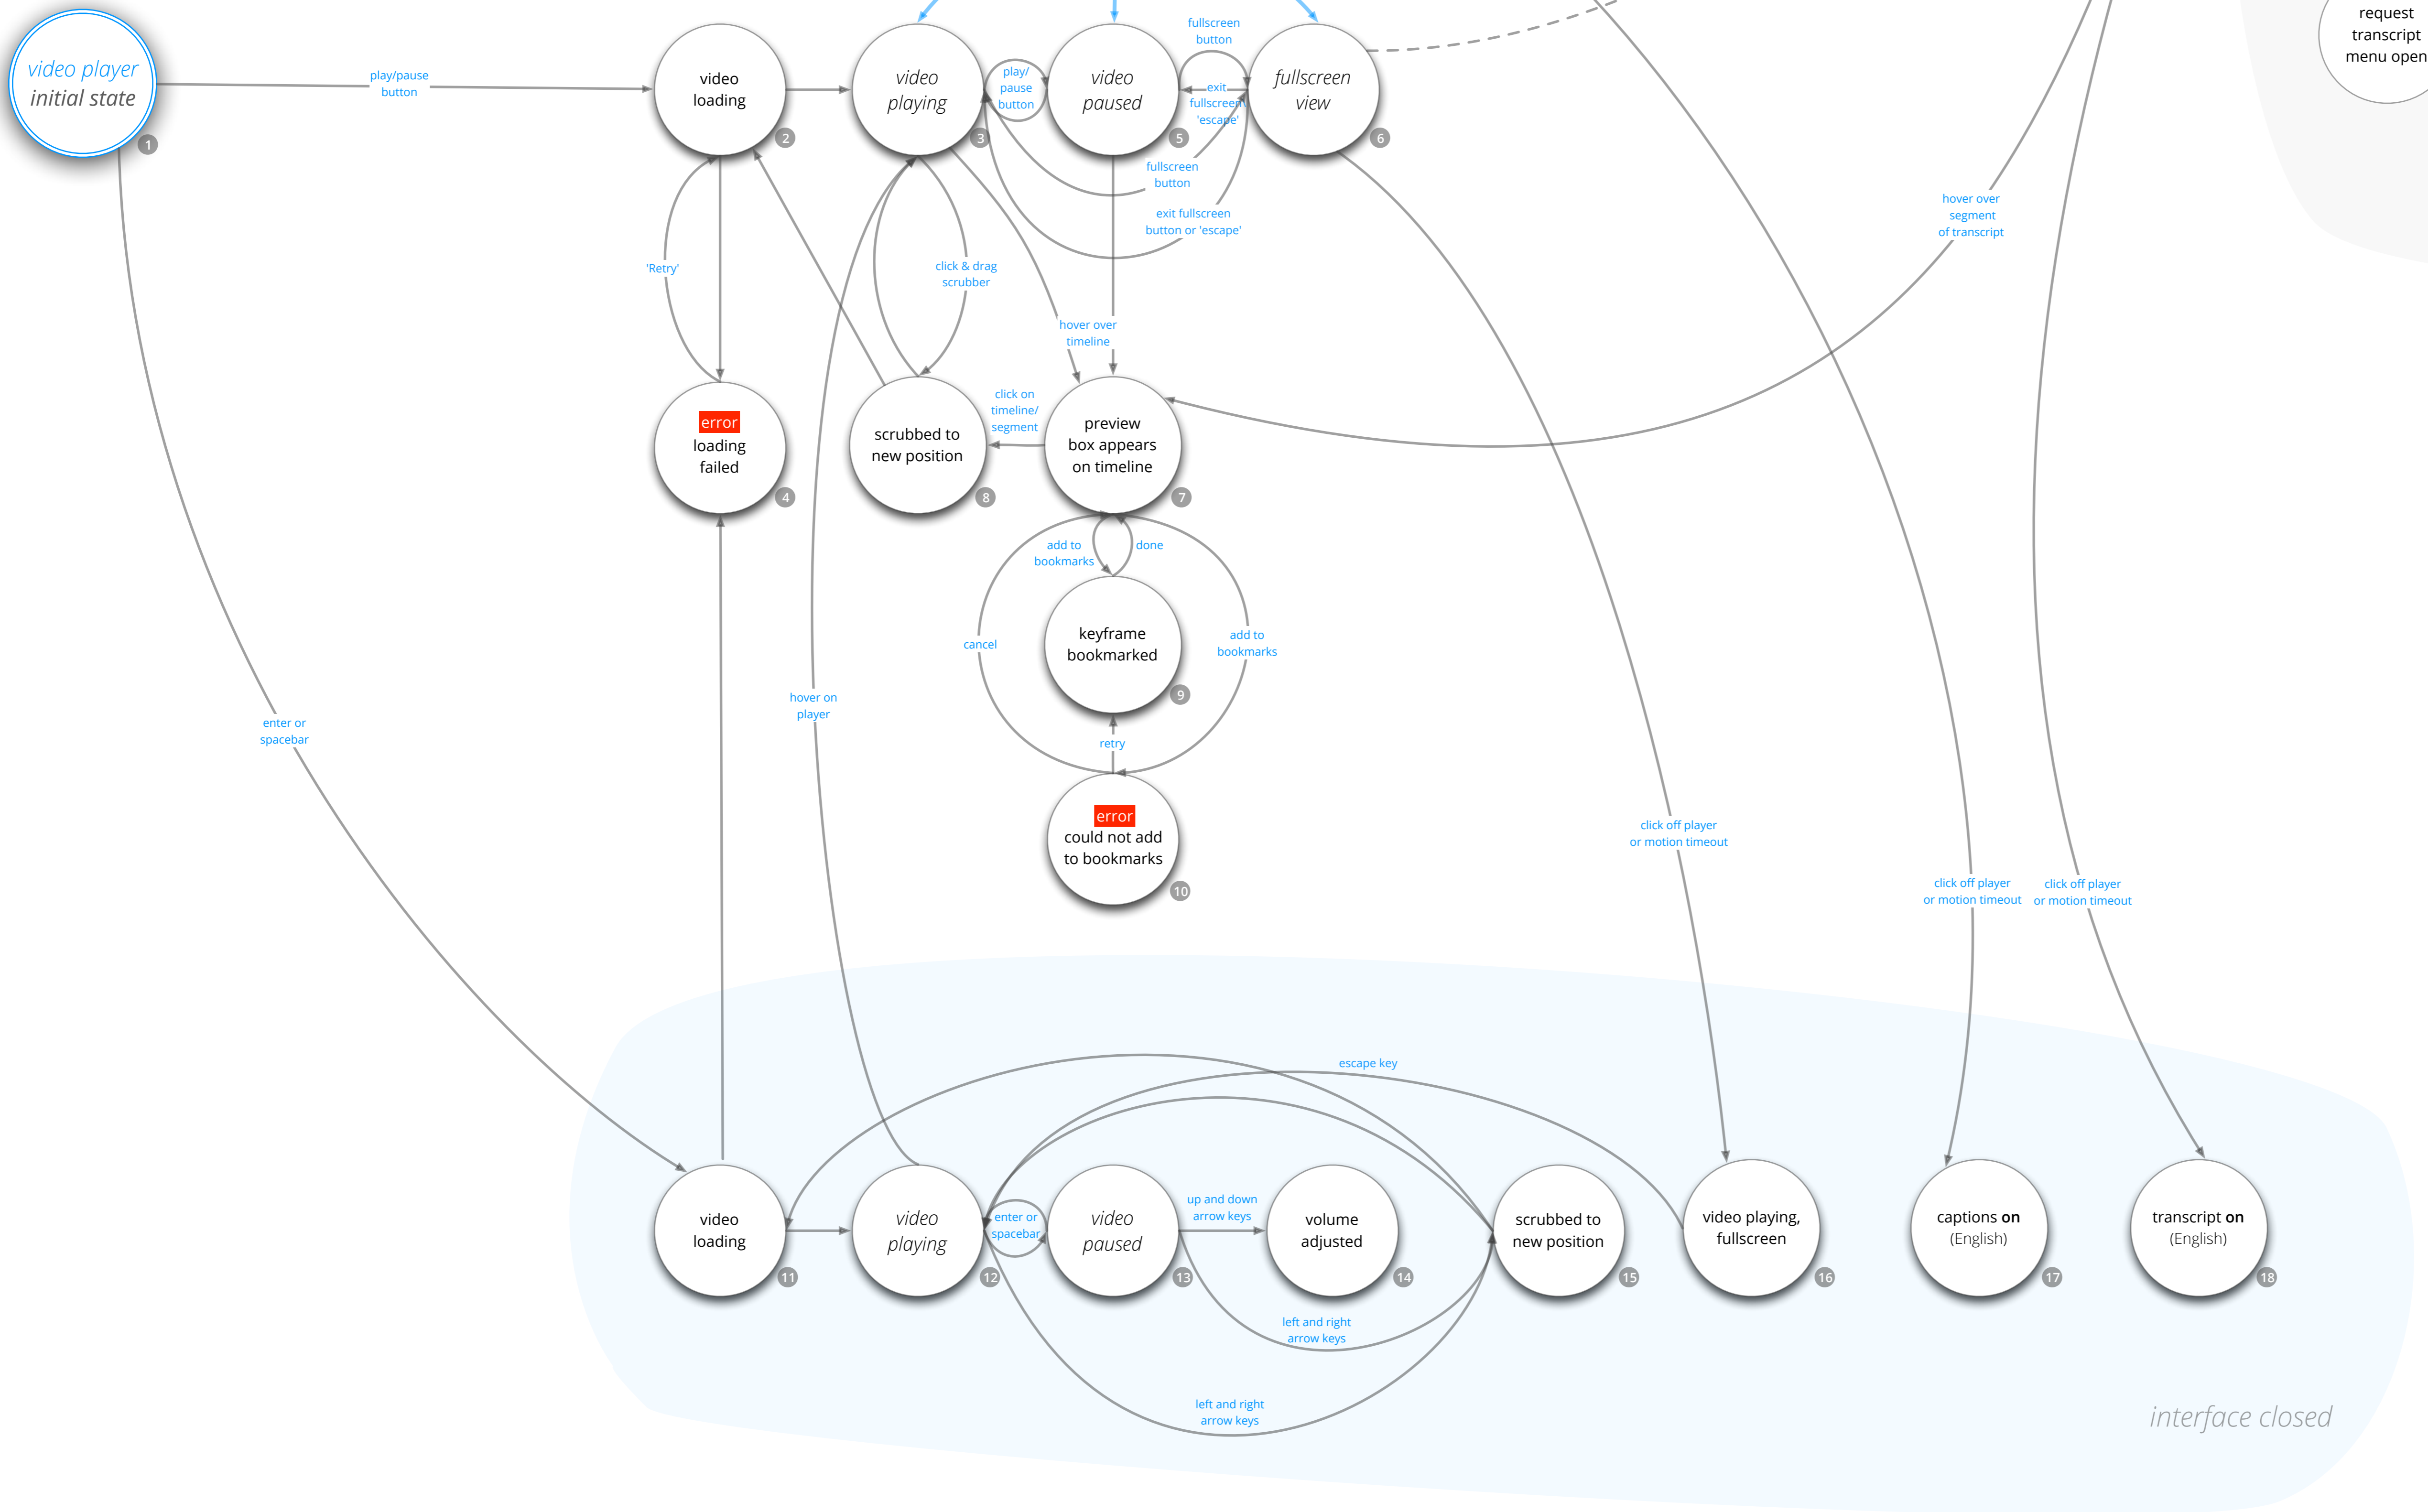 request
transcript
menu open
fullscreen
button
video player
initial state
1
play/pause
button
video
loading
2
video
playing
3
play/
pause
button
video
paused
5
exit
fullscreen
'escape'
fullscreen
view
6
fullscreen
button
exit fullscreen
button or 'escape'
hover over
segment
of transcript
'Retry'
click & drag
scrubber
hover over
timeline
error
loading
failed
4
scrubbed to
new position
8
click on
timeline/
segment
preview
box appears
on timeline
7
add to
bookmarks
done
keyframe
bookmarked
9
cancel
add to
bookmarks
retry
hover on
player
enter or
spacebar
error
could not add
to bookmarks
10
click off player
or motion timeout
click off player
or motion timeout
click off player
or motion timeout
escape key
video
loading
11
video
playing
12
enter or
spacebar
video
paused
13
up and down
arrow keys
volume
adjusted
14
scrubbed to
new position
15
video playing,
fullscreen
16
captions on
(English)
17
transcript on
(English)
18
left and right
arrow keys
left and right
arrow keys
interface closed